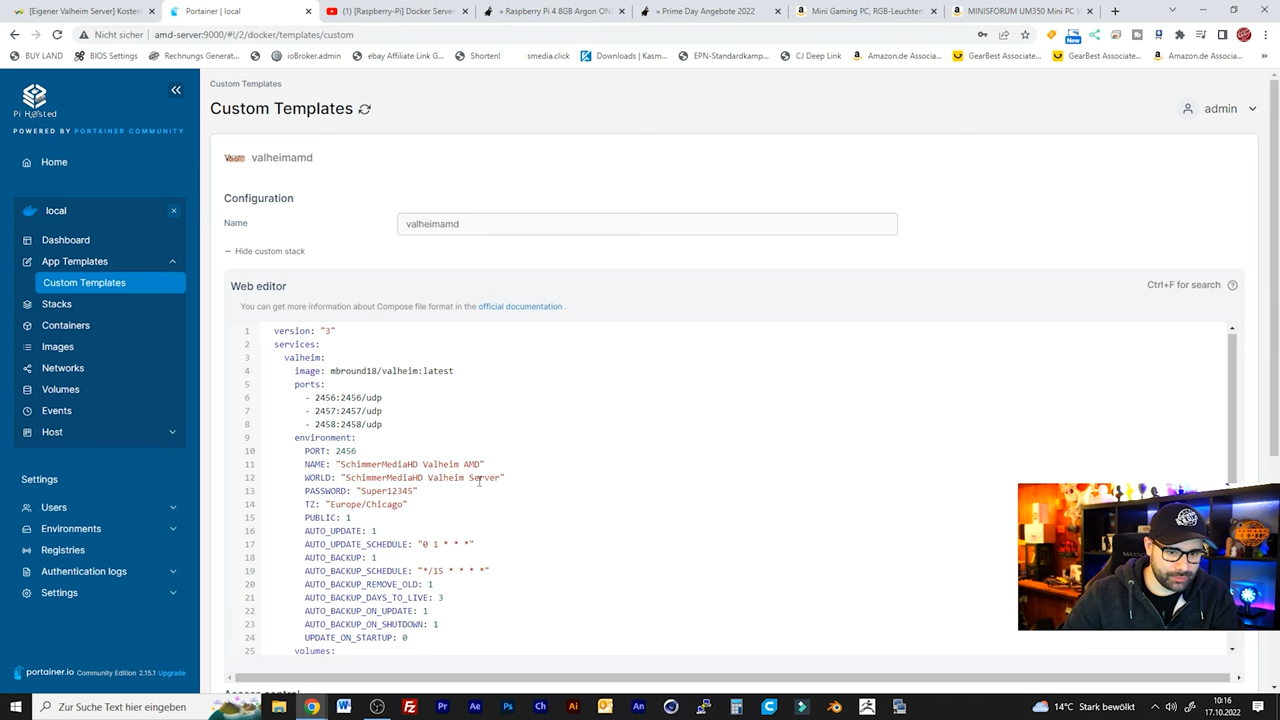 [Eigener Valheim Server] Kosten
Portainer | local
(1) [Raspberry-Pi] Docker Server
» Raspberry Pi 4 8GB Argon ON
» Prime Day Angebote 2022
Mini Gaming PC, RGB-Leuchten
MINISFORUM UM350 Mini PC
Nicht sicher | amd-server:9000/#!/2/docker/templates/custom
BUY LAND
BIOS Settings
Rechnungs Generat...
ioBroker.admin
ebay Affiliate Link G...
Shorten!
smedia.click
Downloads | Kasm...
EPN-Standardkamp...
CJ Deep Link
Amazon.de Associat...
GearBest Associate...
GearBest Associate...
Amazon.de Associat...
»
Pi Hosted
POWERED BY PORTAINER COMMUNITY
Home
local
Dashboard
App Templates
Custom Templates
Stacks
Containers
Images
Networks
Volumes
Events
Host
Settings
Users
Environments
Registries
Authentication logs
Settings
portainer.io Community Edition 2.15.1 Upgrade
Custom Templates
Custom Templates
admin
valheimamd
Configuration
Name
valheimamd
Hide custom stack
Web editor
Ctrl+F for search
You can get more information about Compose file format in the official documentation .
1 version: "3"
2 services:
3 valheim:
4 image: mbround18/valheim:latest
5 ports:
6 - 2456:2456/udp
7 - 2457:2457/udp
8 - 2458:2458/udp
9 environment:
10 PORT: 2456
11 NAME: "SchimmerMediaHD Valheim AMD"
12 WORLD: "SchimmerMediaHD Valheim Server"
13 PASSWORD: "Super12345"
14 TZ: "Europe/Chicago"
15 PUBLIC: 1
16 AUTO_UPDATE: 1
17 AUTO_UPDATE_SCHEDULE: "0 1 * * *"
18 AUTO_BACKUP: 1
19 AUTO_BACKUP_SCHEDULE: "*/15 * * * *"
20 AUTO_BACKUP_REMOVE_OLD: 1
21 AUTO_BACKUP_DAYS_TO_LIVE: 3
22 AUTO_BACKUP_ON_UPDATE: 1
23 AUTO_BACKUP_ON_SHUTDOWN: 1
24 UPDATE_ON_STARTUP: 0
25 volumes:
Access control
Zur Suche Text hier eingeben
14°C Stark bewölkt
10:16
17.10.2022